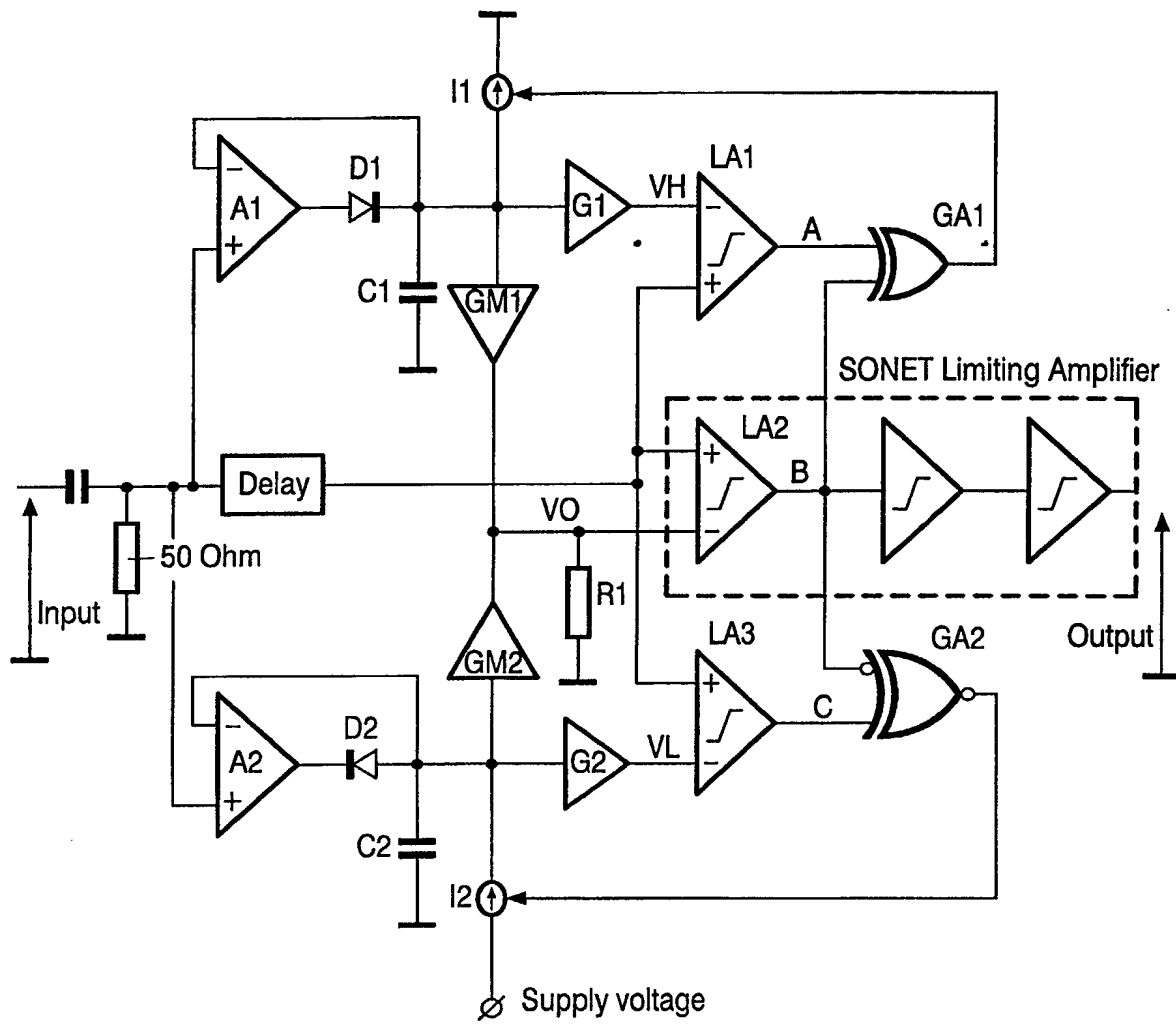 I1
LA1
D1
VH
−
−
A1
G1
A
GA1
+
C1
GM1
+
SONET Limiting Amplifier
LA2
+
B
Delay
VO
−
50 Ohm
R1
Input
LA3
GA2
Output
GM2
+
−
D2
C
A2
G2
VL
−
+
C2
I2
Supply voltage